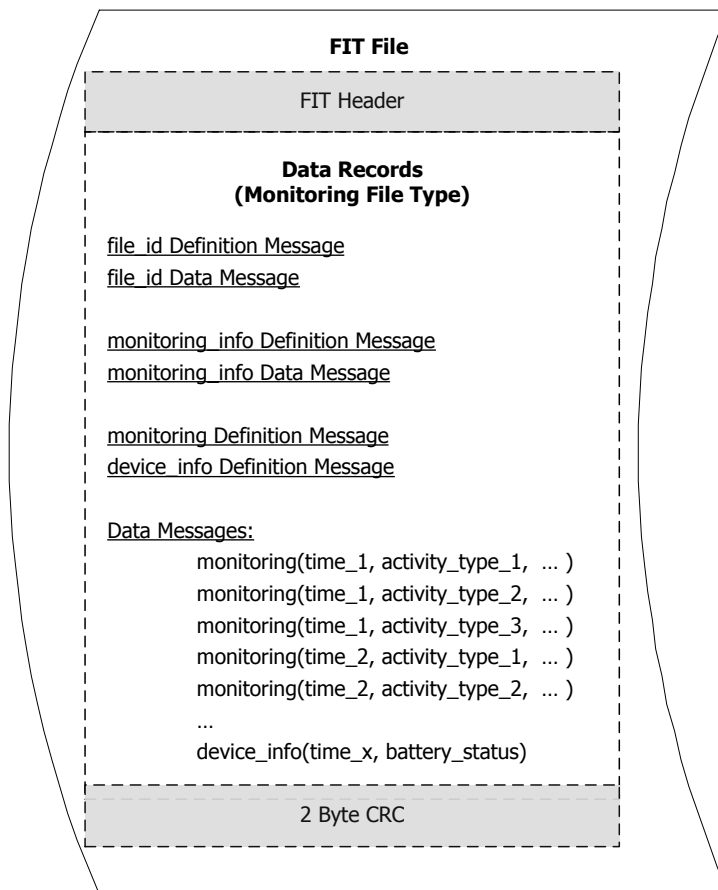 FIT File
FIT Header
Data Records
(Monitoring File Type)
file_id Definition Message
file_id Data Message
monitoring_info Definition Message
monitoring_info Data Message
monitoring Definition Message
device_info Definition Message
Data Messages:
monitoring(time_1, activity_type_1, … )
monitoring(time_1, activity_type_2, … )
monitoring(time_1, activity_type_3, … )
monitoring(time_2, activity_type_1, … )
monitoring(time_2, activity_type_2, … )
…
device_info(time_x, battery_status)
2 Byte CRC